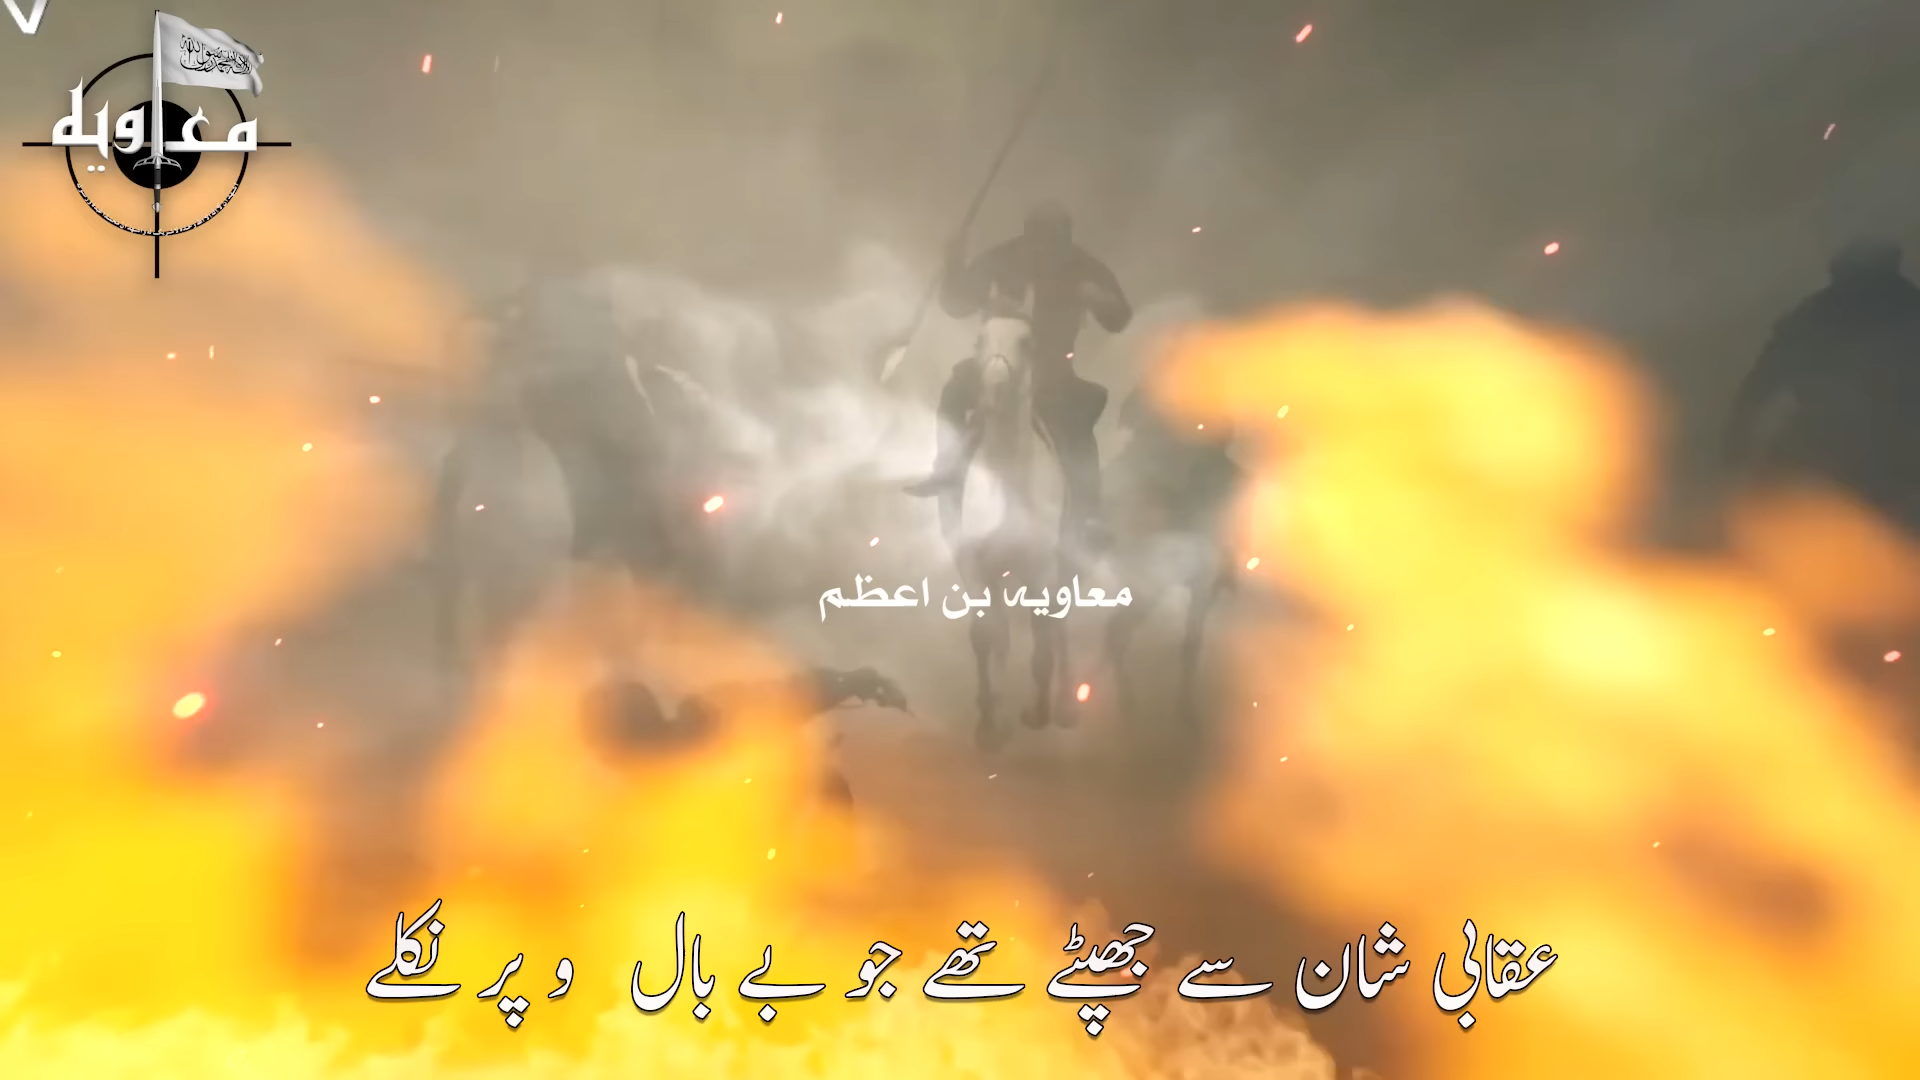 معاویہ
معاویہ بن اعظم
عقابی شان سے جھپٹے تھے جو بے بال و پر نکلے